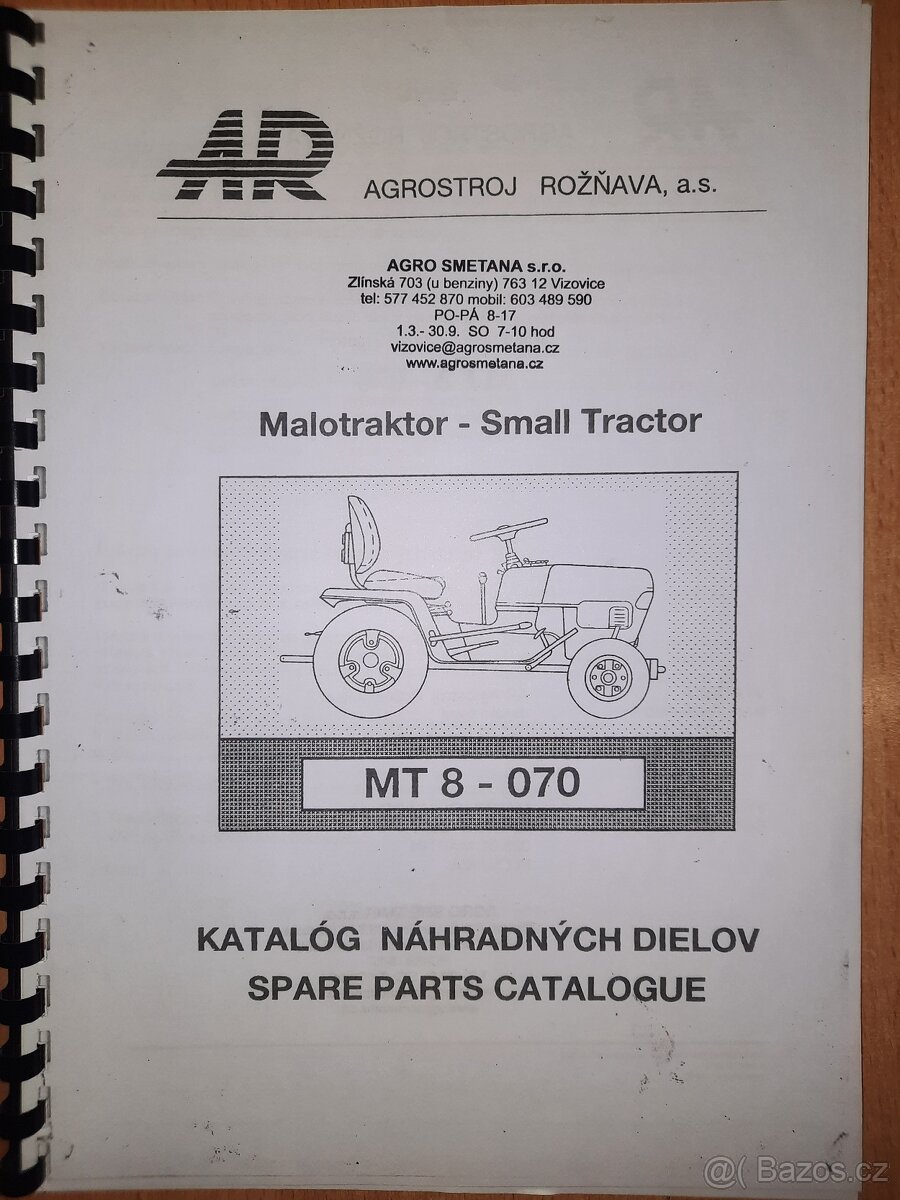 AR
AGROSTROJ ROŽŇAVA, a.s.
AGRO SMETANA s.r.o.
Zlínská 703 (u benziny) 763 12 Vizovice
tel: 577 452 870 mobil: 603 489 590
PO-PÁ 8-17
1.3.- 30.9. SO 7-10 hod
vizovice@agrosmetana.cz
www.agrosmetana.cz
Malotraktor - Small Tractor
MT 8 - 070
KATALÓG NÁHRADNÝCH DIELOV
SPARE PARTS CATALOGUE
@( Bazos.cz